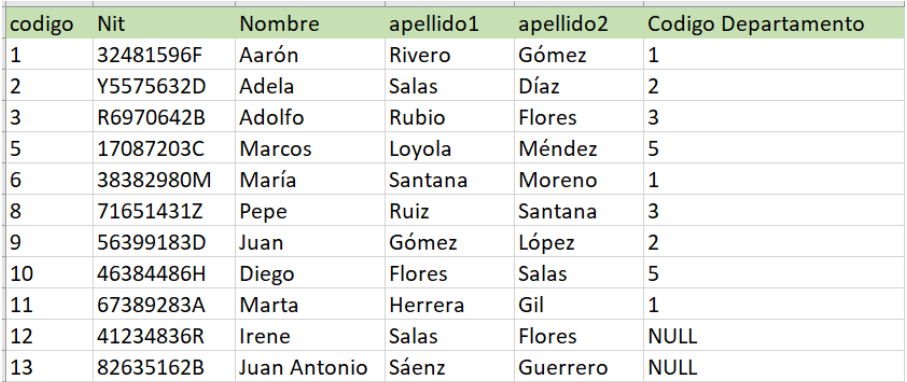 codigo Nit Nombre apellido1 apellido2 Codigo Departamento
1 32481596F Aarón Rivero Gómez 1
2 Y5575632D Adela Salas Díaz 2
3 R6970642B Adolfo Rubio Flores 3
5 17087203C Marcos Loyola Méndez 5
6 38382980M María Santana Moreno 1
8 71651431Z Pepe Ruiz Santana 3
9 56399183D Juan Gómez López 2
10 46384486H Diego Flores Salas 5
11 67389283A Marta Herrera Gil 1
12 41234836R Irene Salas Flores NULL
13 82635162B Juan Antonio Sáenz Guerrero NULL